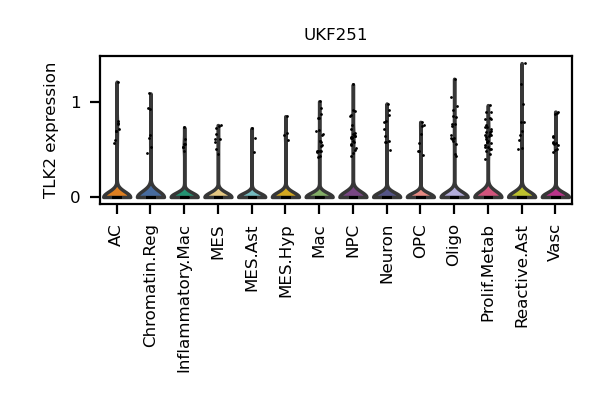 UKF251
TLK2 expression
1
0
AC
Chromatin.Reg
Inflammatory.Mac
MES
MES.Ast
MES.Hyp
Mac
NPC
Neuron
OPC
Oligo
Prolif.Metab
Reactive.Ast
Vasc